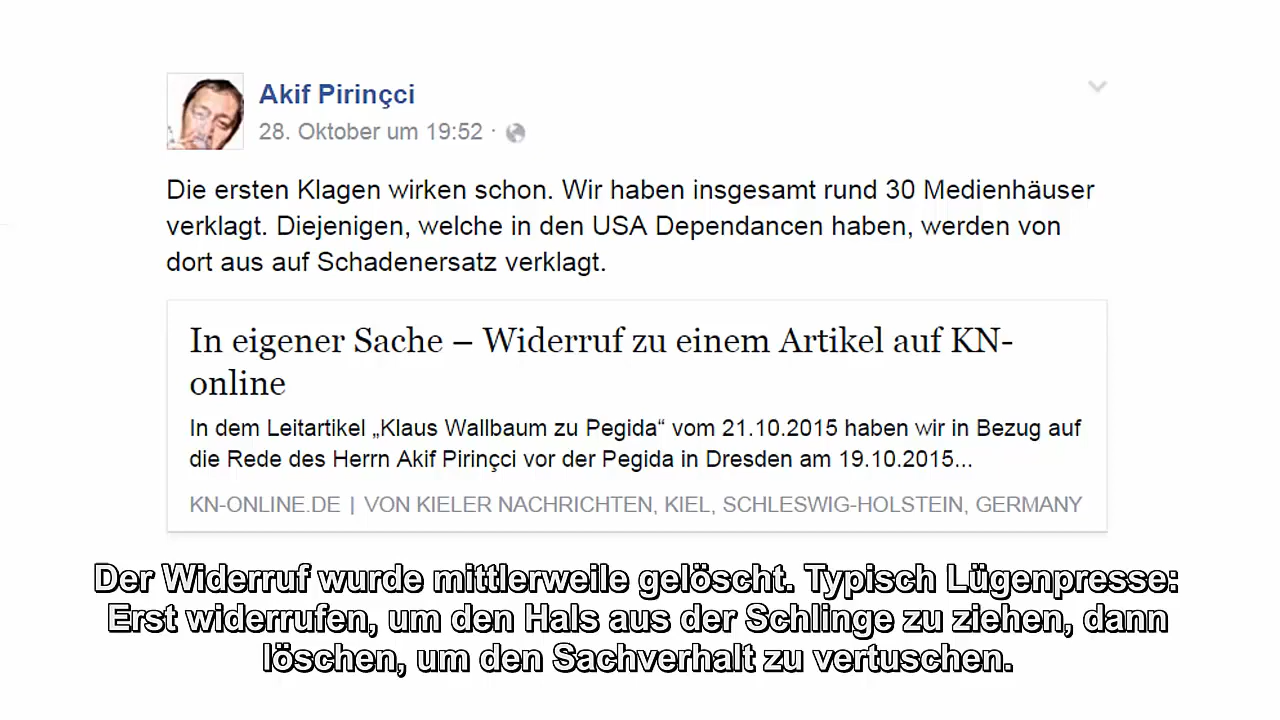 Akif Pirinçci
28. Oktober um 19:52 ·
Die ersten Klagen wirken schon. Wir haben insgesamt rund 30 Medienhäuser
verklagt. Diejenigen, welche in den USA Dependancen haben, werden von
dort aus auf Schadenersatz verklagt.
In eigener Sache – Widerruf zu einem Artikel auf KN-
online
In dem Leitartikel „Klaus Wallbaum zu Pegida“ vom 21.10.2015 haben wir in Bezug auf
die Rede des Herrn Akif Pirinçci vor der Pegida in Dresden am 19.10.2015...
KN-ONLINE.DE | VON KIELER NACHRICHTEN, KIEL, SCHLESWIG-HOLSTEIN, GERMANY
Der Widerruf wurde mittlerweile gelöscht. Typisch Lügenpresse:
Erst widerrufen, um den Hals aus der Schlinge zu ziehen, dann
löschen, um den Sachverhalt zu vertuschen.